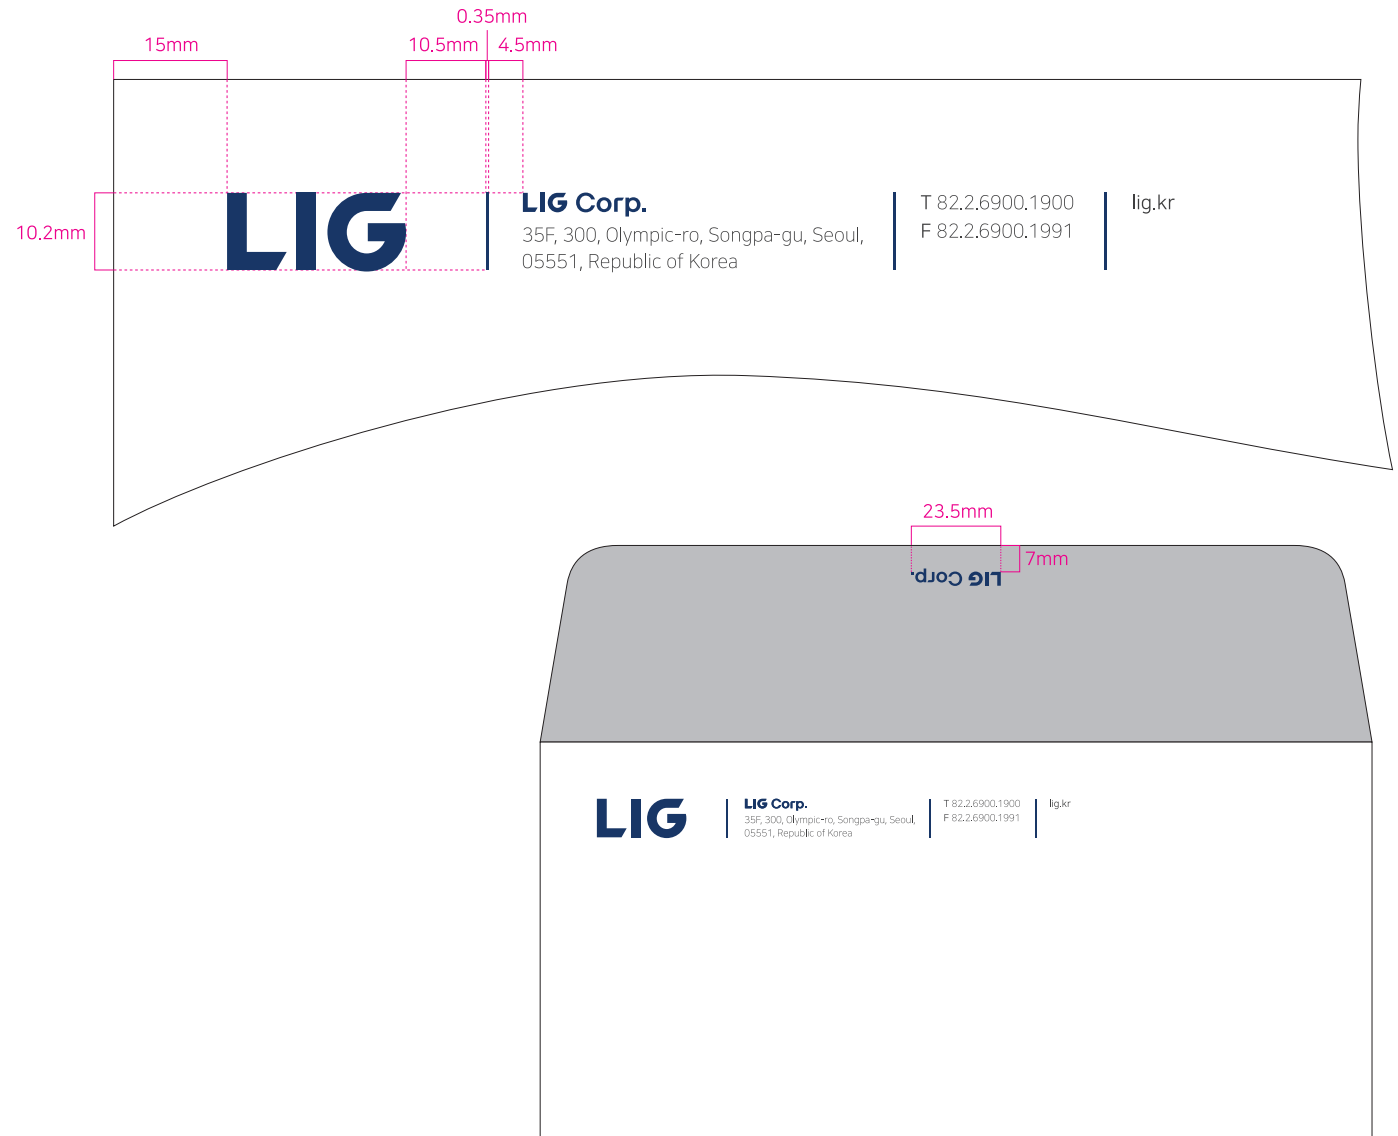 0.35mm
15mm
10.5mm
4.5mm
10.2mm
LIG
LIG Corp.
35F, 300, Olympic-ro, Songpa-gu, Seoul,
05551, Republic of Korea
T 82.2.6900.1900
F 82.2.6900.1991
lig.kr
23.5mm
7mm
LIG Corp.
LIG
LIG Corp.
35F, 300, Olympic-ro, Songpa-gu, Seoul,
05551, Republic of Korea
T 82.2.6900.1900
F 82.2.6900.1991
lig.kr